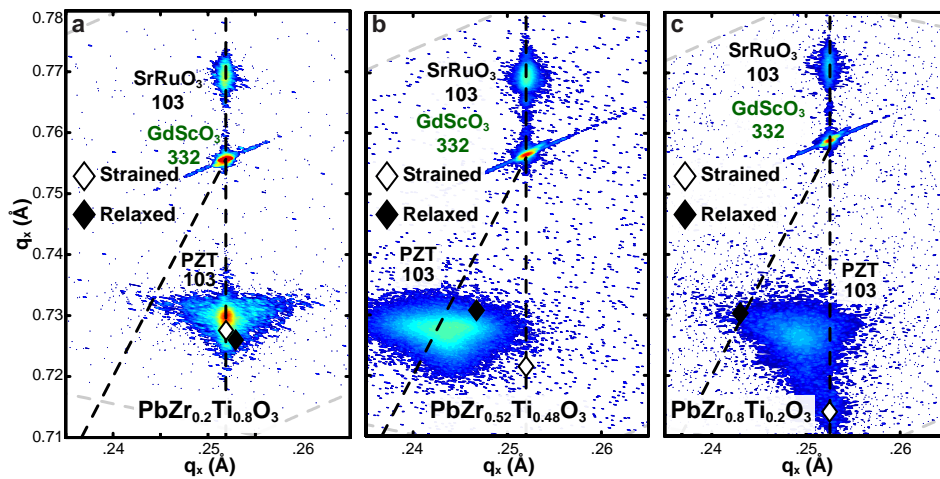 a
b
c
0.78
0.77
0.76
0.75
0.74
0.73
0.72
0.71
qₓ (Å)
SrRuO₃
103
GdScO₃
332
Strained
Relaxed
PZT
103
PbZr₀.₂Ti₀.₈O₃
.24
.25
.26
qₓ (Å)
SrRuO₃
103
GdScO₃
332
Strained
Relaxed
PZT
103
PbZr₀.₅₂Ti₀.₄₈O₃
.24
.25
.26
qₓ (Å)
SrRuO₃
103
GdScO₃
332
Strained
Relaxed
PZT
103
PbZr₀.₈Ti₀.₂O₃
.24
.25
.26
qₓ (Å)